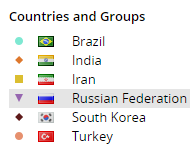 Countries and Groups
Brazil
India
Iran
Russian Federation
South Korea
Turkey